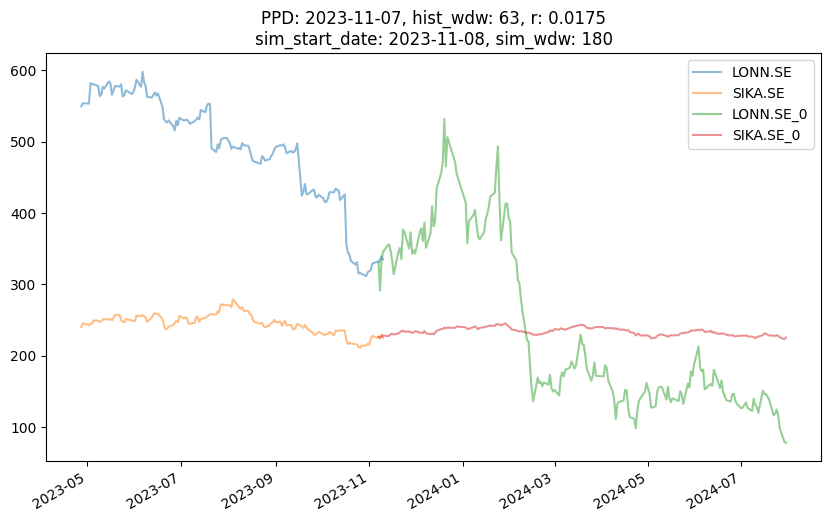 PPD: 2023-11-07, hist_wdw: 63, r: 0.0175
sim_start_date: 2023-11-08, sim_wdw: 180
LONN.SE
SIKA.SE
LONN.SE_0
SIKA.SE_0
600
500
400
300
200
100
2023-05
2023-07
2023-09
2023-11
2024-01
2024-03
2024-05
2024-07